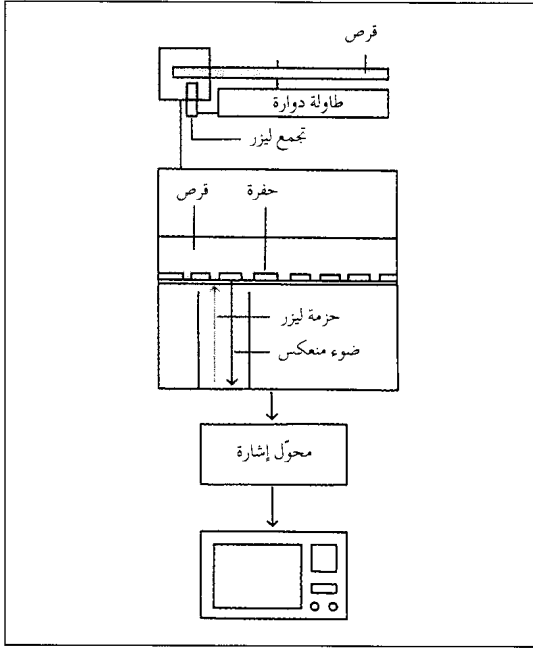 قرص
طاولة دوارة
تجمع ليزر
قرص
حفرة
حزمة ليزر
ضوء منعكس
محوّل إشارة